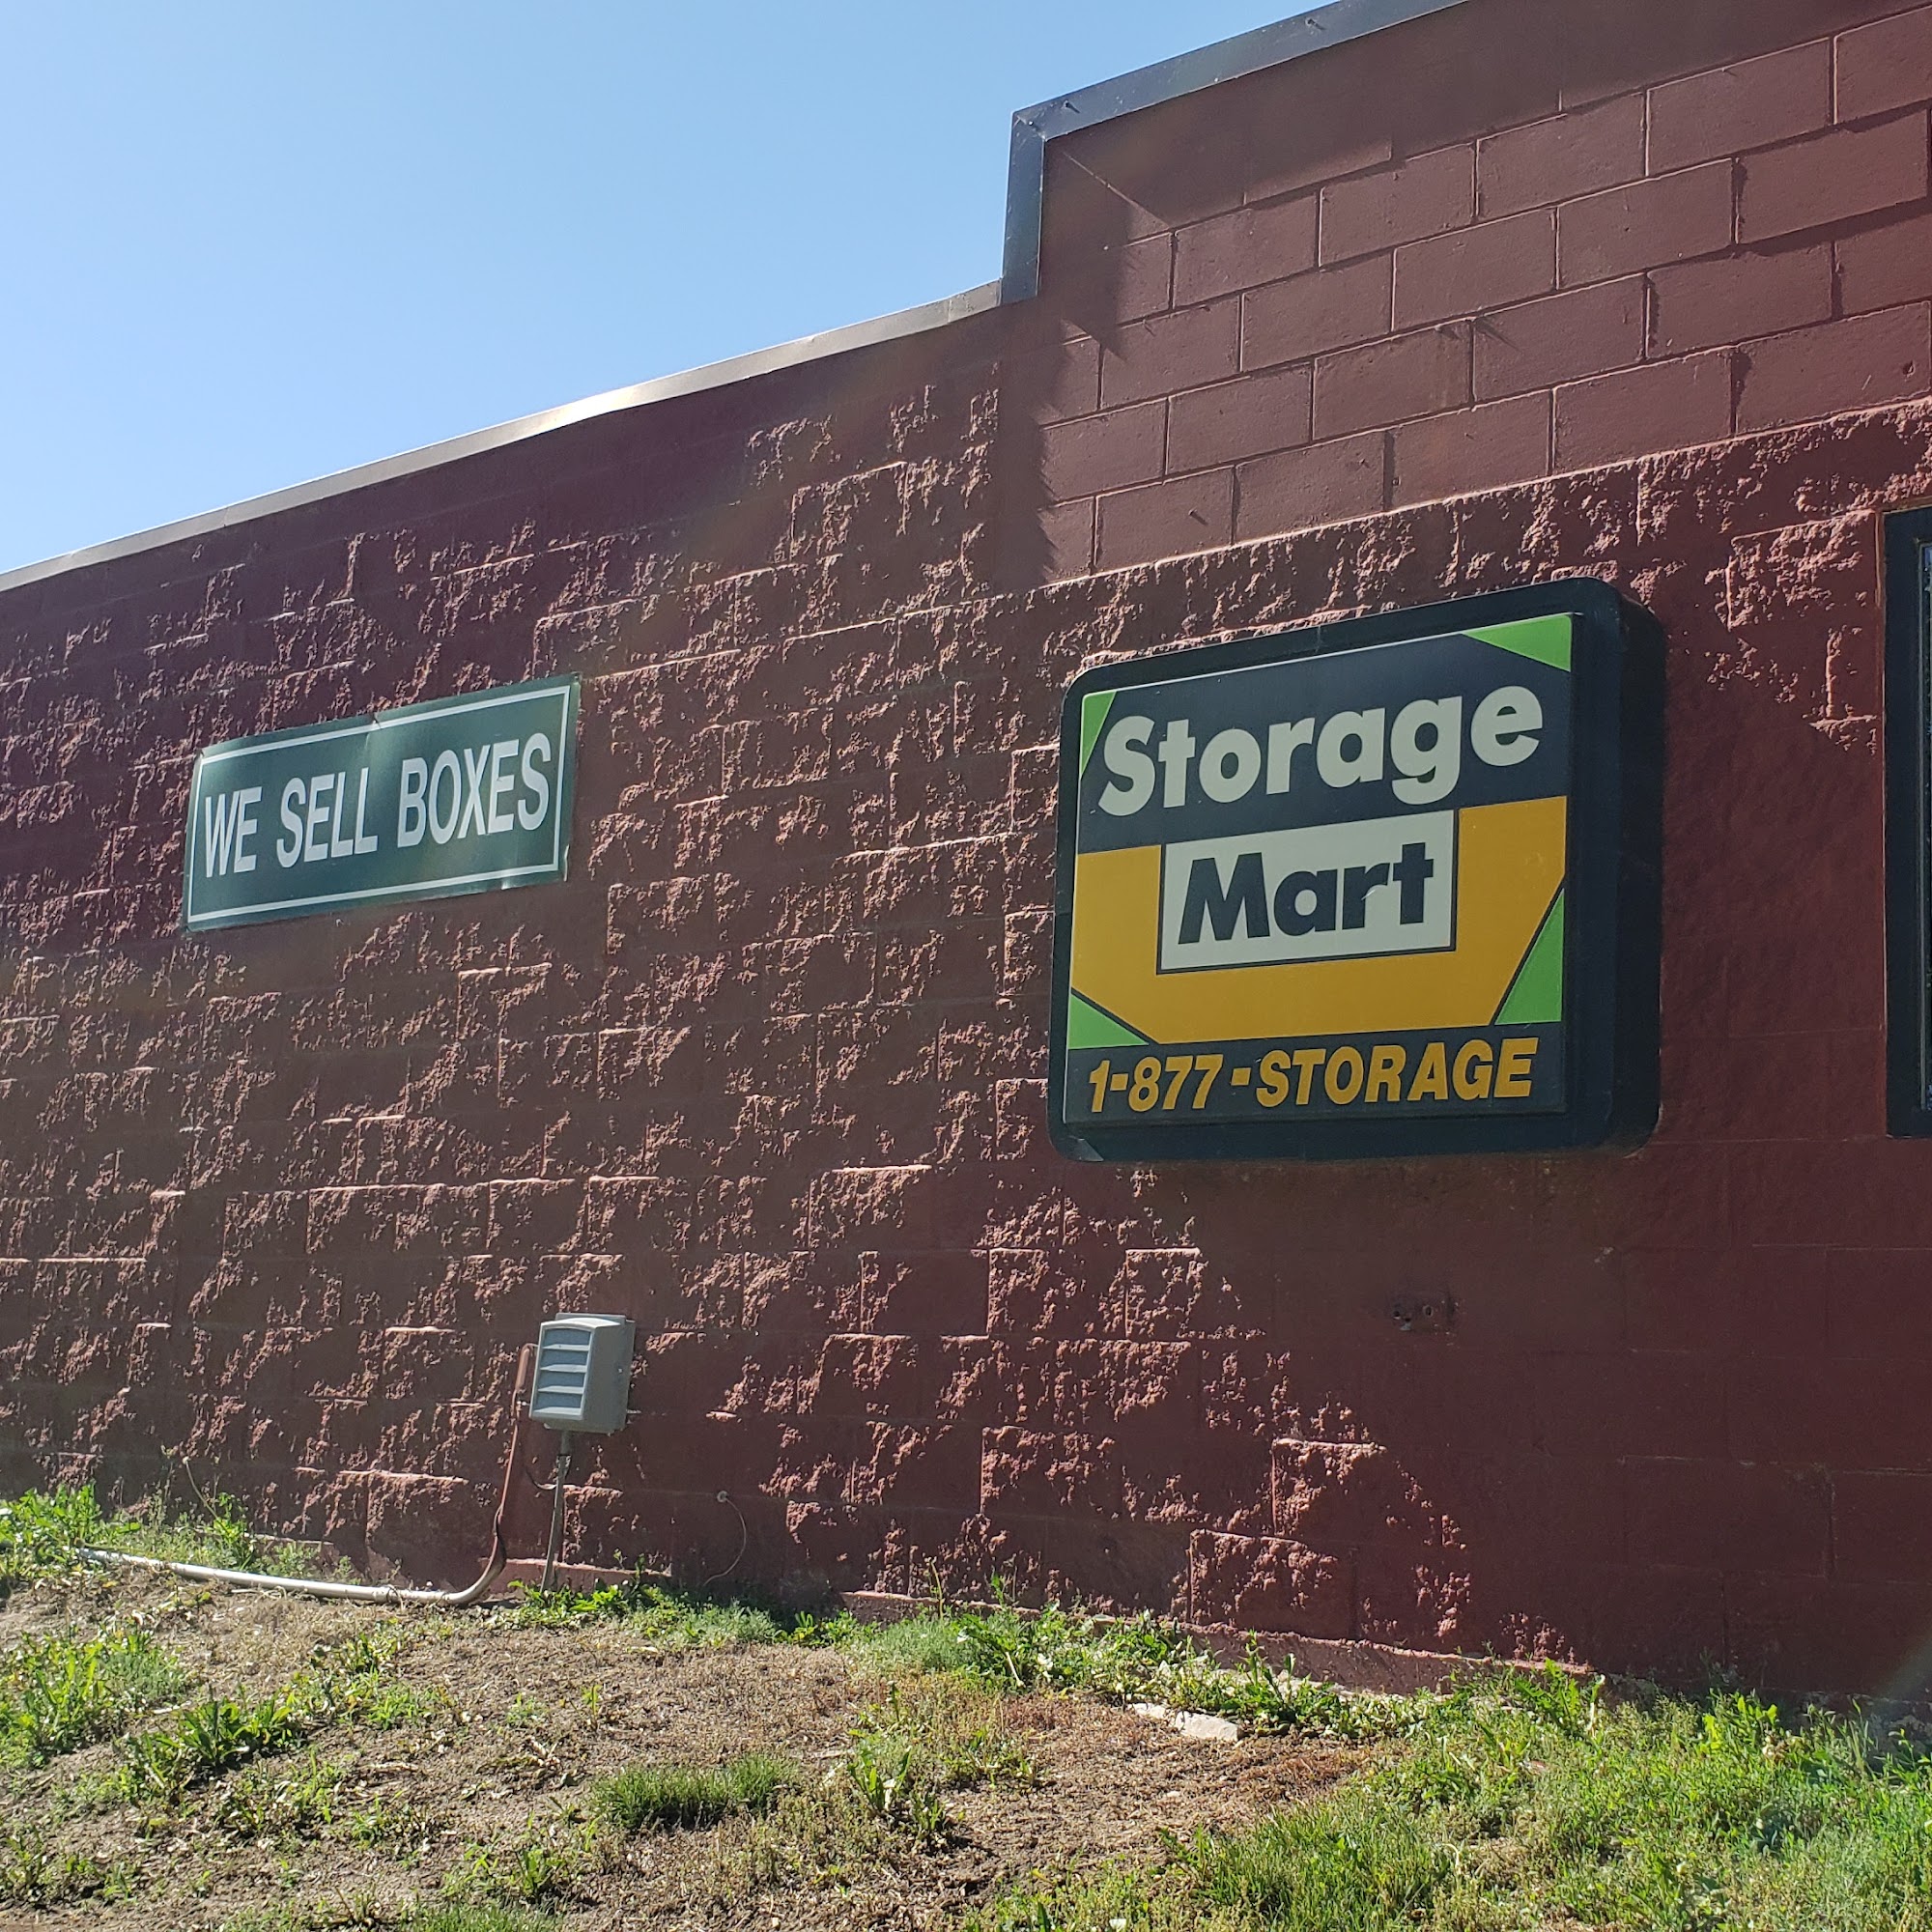 WE SELL BOXES
Storage
Mart
1-877-STORAGE